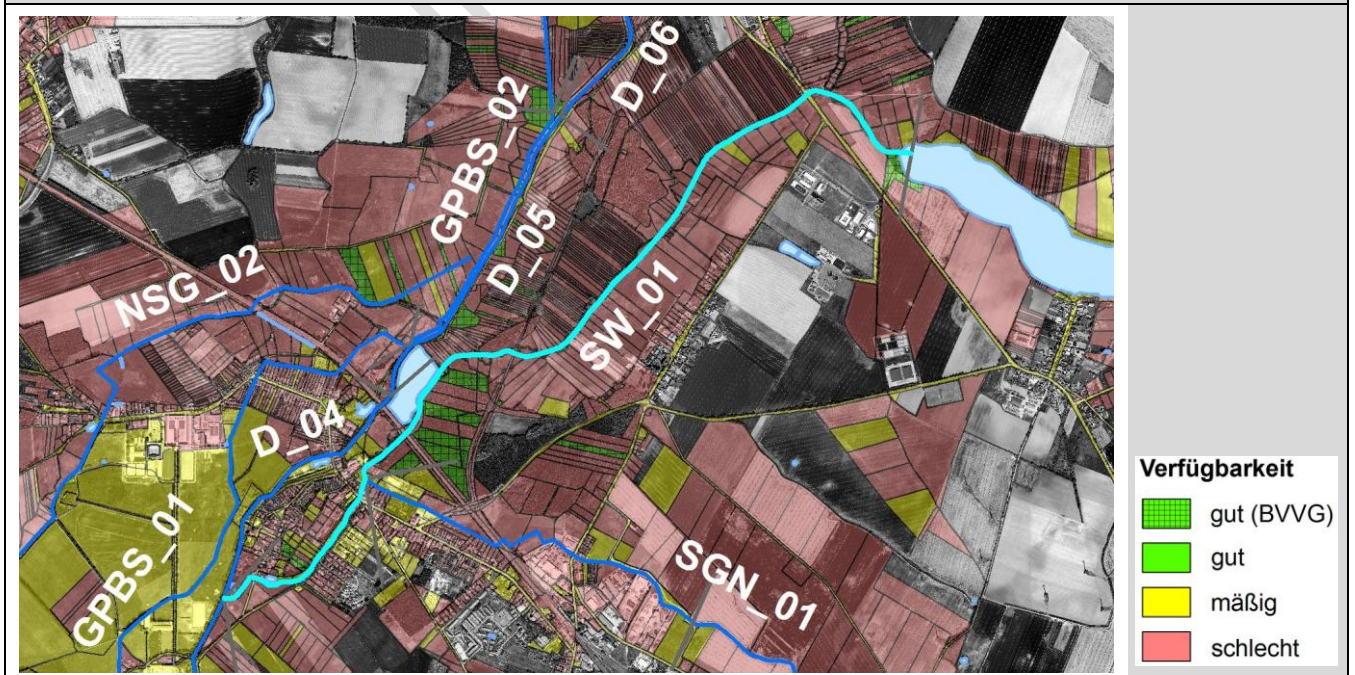 D_06
GPBS_02
D_05
NSG_02
SW_01
D_04
GPBS_01
SGN_01
Verfügbarkeit
gut (BVVG)
gut
mäßig
schlecht